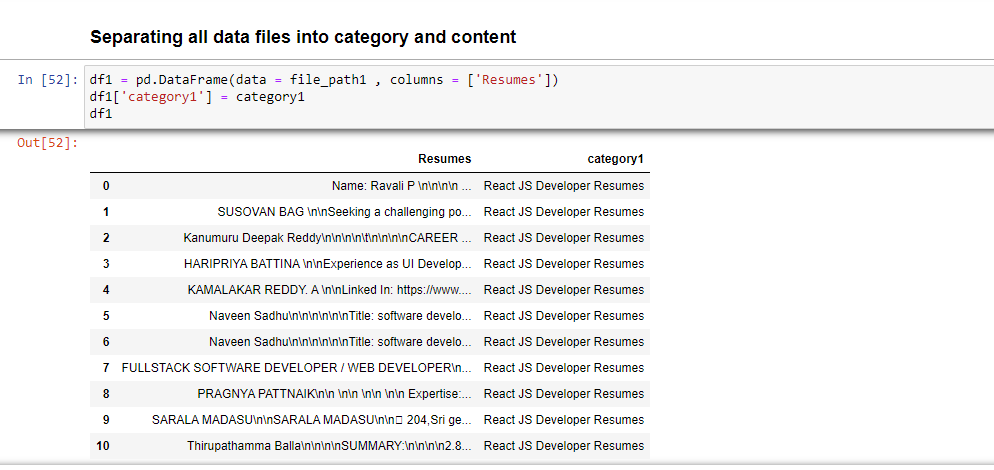 Separating all data files into category and content
In [52]: df1 = pd.DataFrame(data = file_path1 , columns = ['Resumes'])
df1['category1'] = category1
df1
Out[52]:
Resumes category1
0 Name: Ravali P \n\n\n\n ... React JS Developer Resumes
1 SUSOVAN BAG \n\nSeeking a challenging po... React JS Developer Resumes
2 Kanumuru Deepak Reddy\n\n\n\n\t\n\n\n\nCAREER ... React JS Developer Resumes
3 HARIPRIYA BATTINA \n\nExperience as UI Develop... React JS Developer Resumes
4 KAMALAKAR REDDY. A \n\nLinked In: https://www.... React JS Developer Resumes
5 Naveen Sadhu\n\n\n\n\n\nTitle: software develo... React JS Developer Resumes
6 Naveen Sadhu\n\n\n\n\n\nTitle: software develo... React JS Developer Resumes
7 FULLSTACK SOFTWARE DEVELOPER / WEB DEVELOPER\n... React JS Developer Resumes
8 PRAGNYA PATTNAIK\n\n \n\n \n\n \n\n Expertise:... React JS Developer Resumes
9 SARALA MADASU\n\nSARALA MADASU\n\n 204,Sri ge... React JS Developer Resumes
10 Thirupathamma Balla\n\n\n\nSUMMARY:\n\n\n\n2.8... React JS Developer Resumes